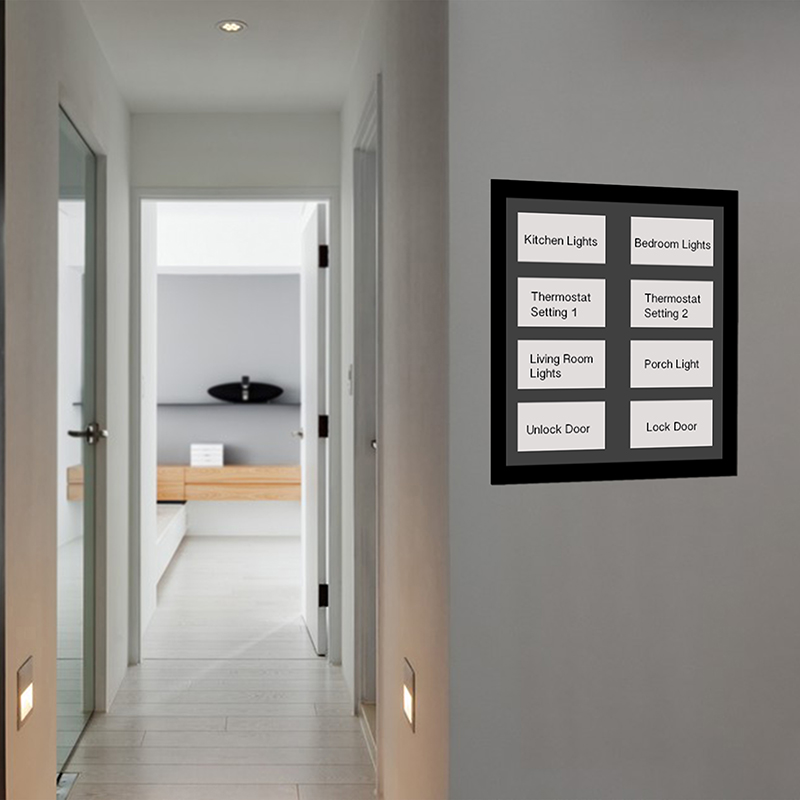 Kitchen Lights
Bedroom Lights
Thermostat
Setting 1
Thermostat
Setting 2
Living Room
Lights
Porch Light
Unlock Door
Lock Door